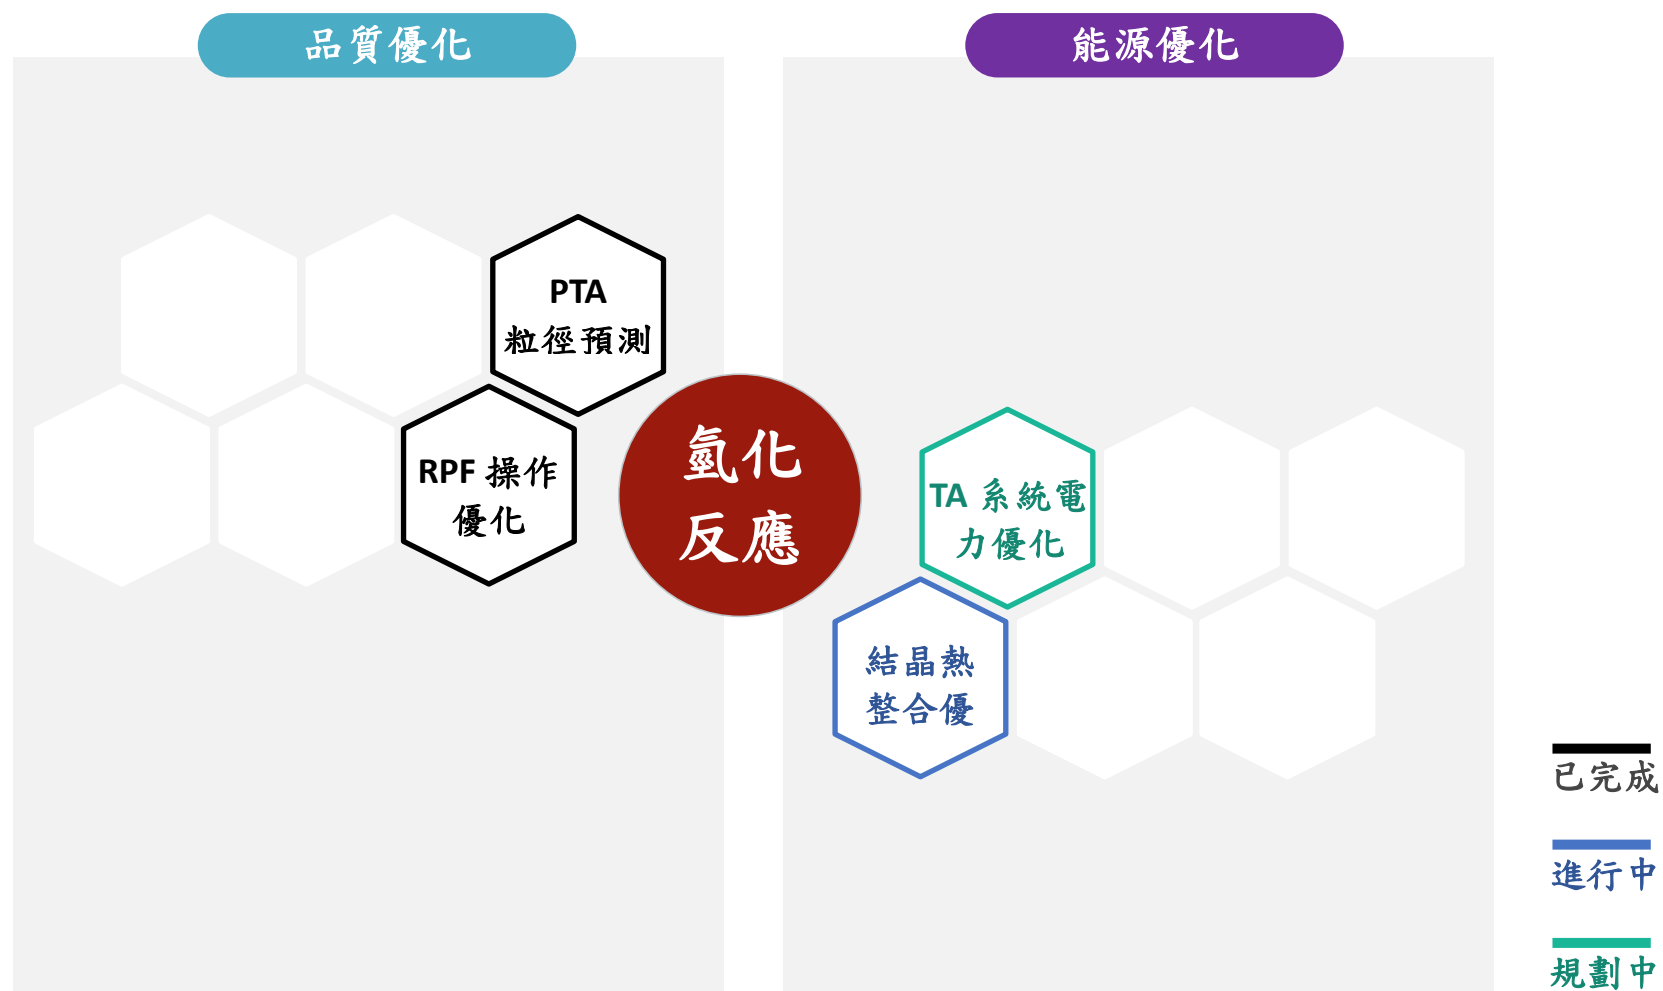 品質優化
能源優化
PTA
粒徑預測
RPF 操作
優化
氫化
反應
TA 系統電
力優化
結晶熱
整合優
已完成
進行中
規劃中